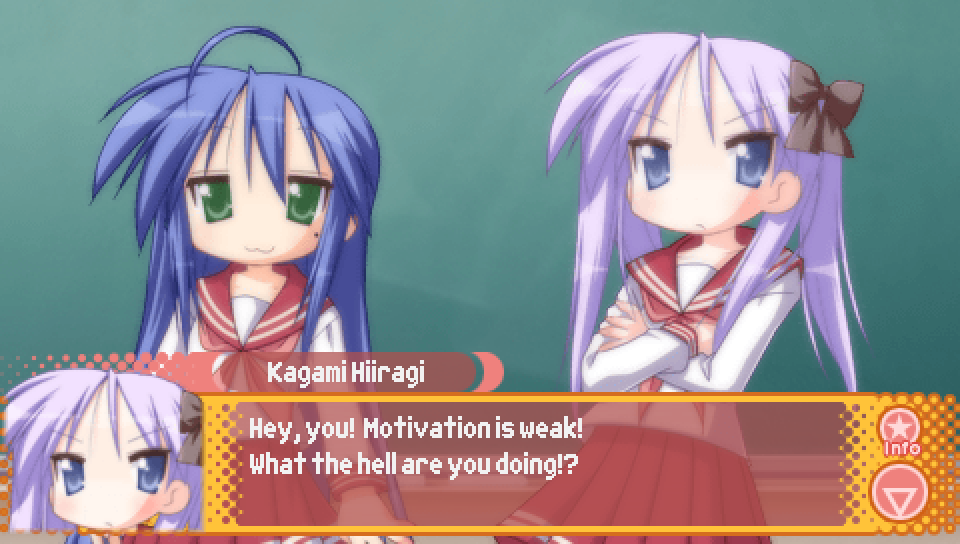 Kagami Hiiragi
Hey, you! Motivation is weak!
What the hell are you doing!?
Info